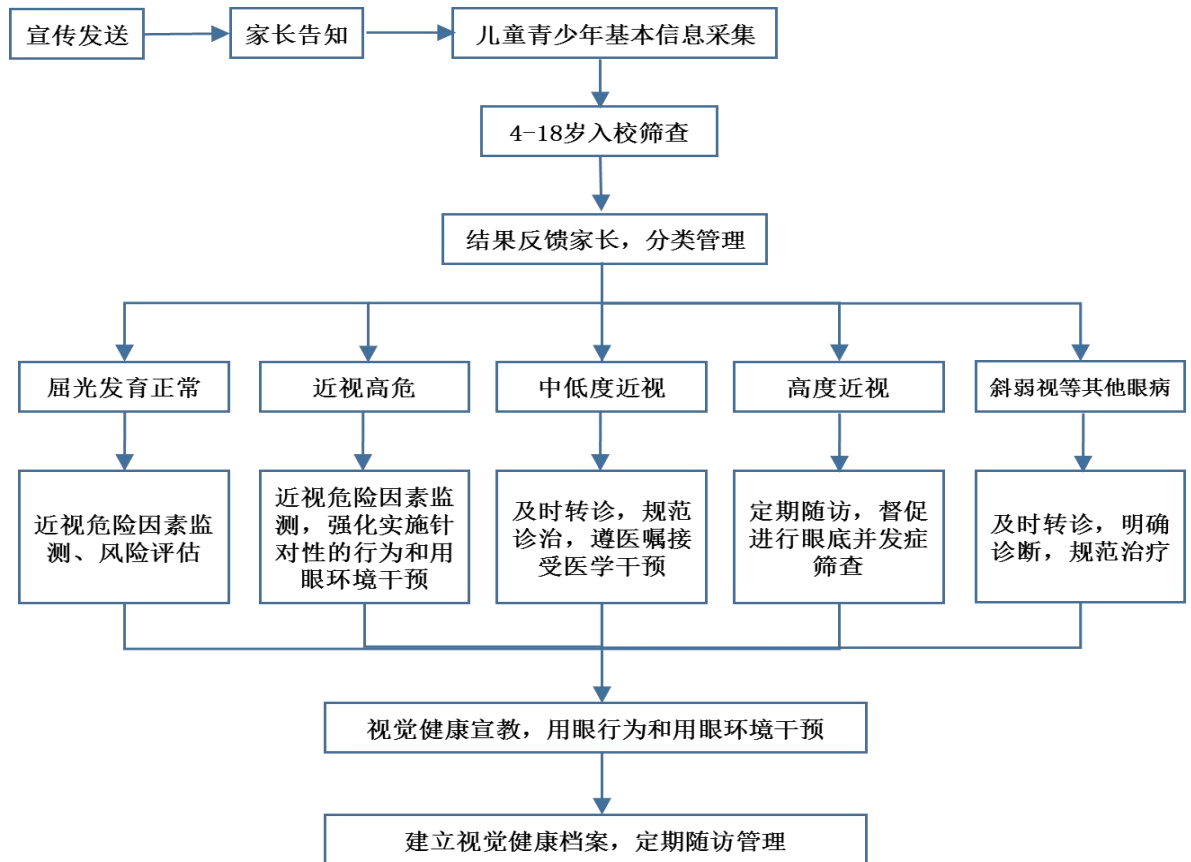 宣传发送
家长告知
儿童青少年基本信息采集
4-18岁入校筛查
结果反馈家长，分类管理
屈光发育正常
近视高危
中低度近视
高度近视
斜弱视等其他眼病
近视危险因素监
测、风险评估
近视危险因素监
测，强化实施针
对性的行为和用
眼环境干预
及时转诊，规范
诊治，遵医嘱接
受医学干预
定期随访，督促
进行眼底并发症
筛查
及时转诊，明确
诊断，规范治疗
视觉健康宣教，用眼行为和用眼环境干预
建立视觉健康档案，定期随访管理